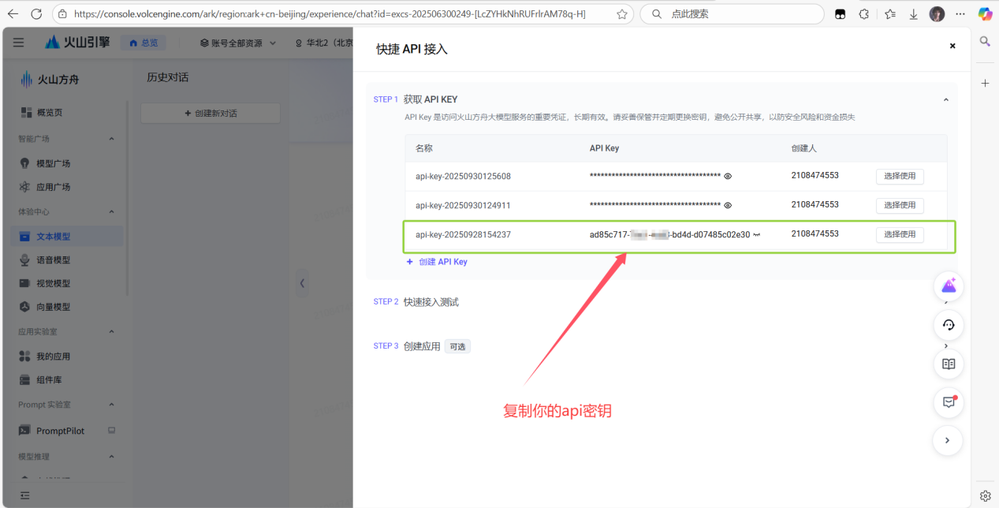 https://console.volcengine.com/ark/region:ark+cn-beijing/experience/chat?id=excs-202506300249-[LcZYHkNhRUFrlrAM78q-H]
点此搜索
火山引擎
总览
账号全部资源
华北2（北京
火山方舟
概览页
智能广场
模型广场
应用广场
体验中心
文本模型
语音模型
视觉模型
向量模型
应用实验室
我的应用
组件库
Prompt 实验室
PromptPilot
模型推理
历史对话
+ 创建新对话
快捷 API 接入
STEP 1 获取 API KEY
API Key 是访问火山方舟大模型服务的重要凭证，长期有效。请妥善保管并定期更换密钥，避免公开共享，以防安全风险和资金损失
名称 API Key 创建人
api-key-20250930125608 ************************************ 2108474553 选择使用
api-key-20250930124911 ************************************ 2108474553 选择使用
api-key-20250928154237 ad85c717- -bd4d-d07485c02e30 2108474553 选择使用
+ 创建 API Key
STEP 2 快速接入测试
STEP 3 创建应用 可选
复制你的api密钥